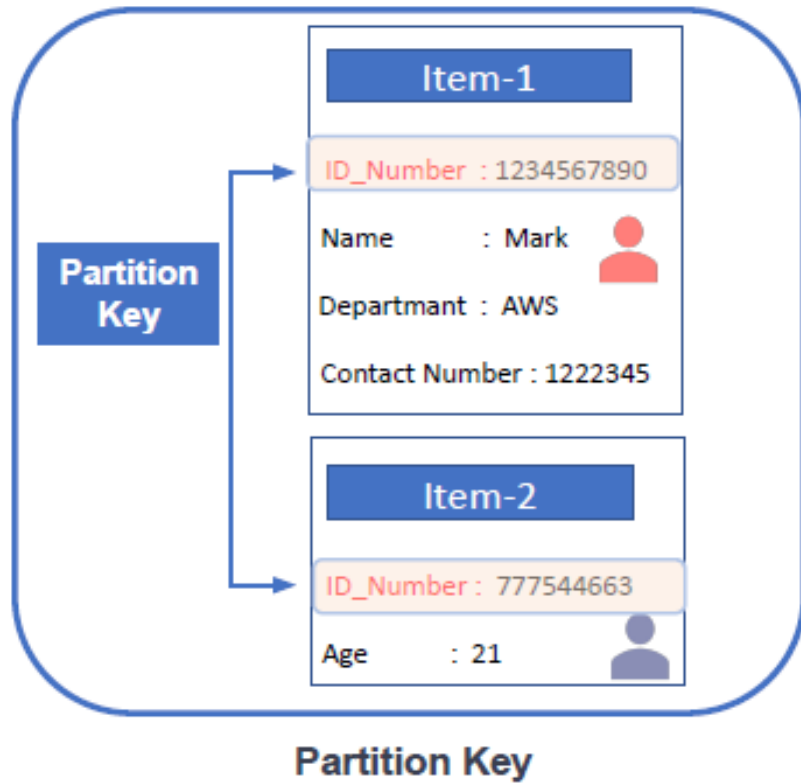 Item-1
ID_Number : 1234567890
Name : Mark
Partition
Key
Departmant : AWS
Contact Number : 1222345
Item-2
ID_Number : 777544663
Age : 21
Partition Key